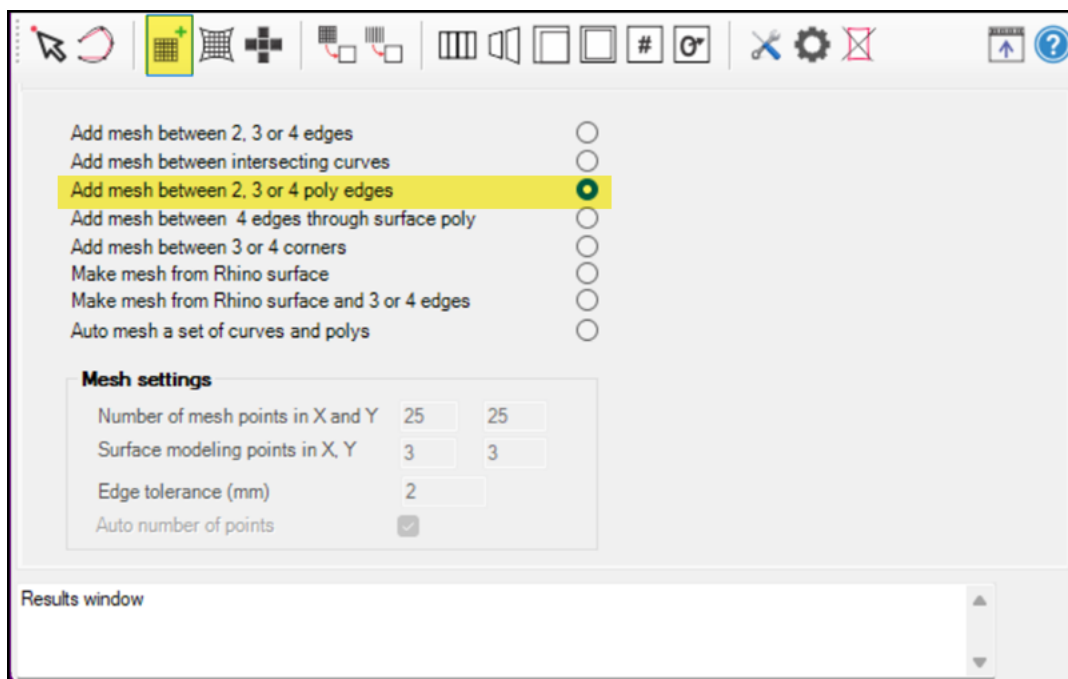 #
?
Add mesh between 2, 3 or 4 edges
Add mesh between intersecting curves
Add mesh between 2, 3 or 4 poly edges
Add mesh between  4 edges through surface poly
Add mesh between 3 or 4 corners
Make mesh from Rhino surface
Make mesh from Rhino surface and 3 or 4 edges
Auto mesh a set of curves and polys
Mesh settings
Number of mesh points in X and Y 25 25
Surface modeling points in X, Y 3 3
Edge tolerance (mm) 2
Auto number of points
Results window